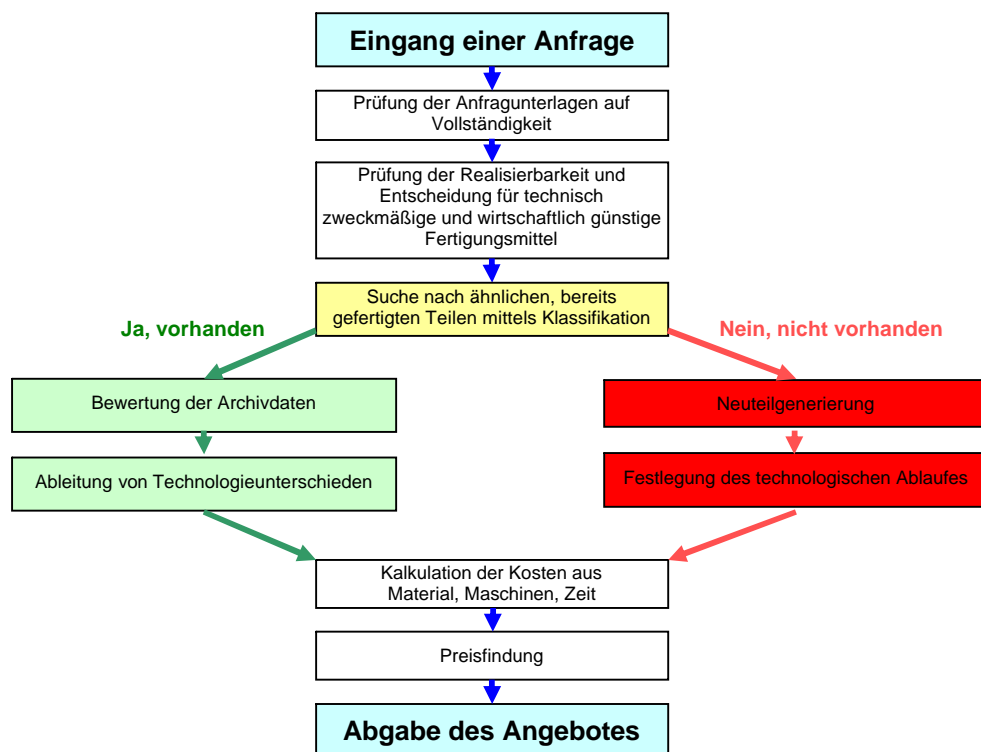 Eingang einer Anfrage
Prüfung der Anfragunterlagen auf
Vollständigkeit
Prüfung der Realisierbarkeit und
Entscheidung für technisch
zweckmäßige und wirtschaftlich günstige
Fertigungsmittel
Suche nach ähnlichen, bereits
gefertigten Teilen mittels Klassifikation
Ja, vorhanden
Nein, nicht vorhanden
Bewertung der Archivdaten
Neuteilgenerierung
Ableitung von Technologieunterschieden
Festlegung des technologischen Ablaufes
Kalkulation der Kosten aus
Material, Maschinen, Zeit
Preisfindung
Abgabe des Angebotes